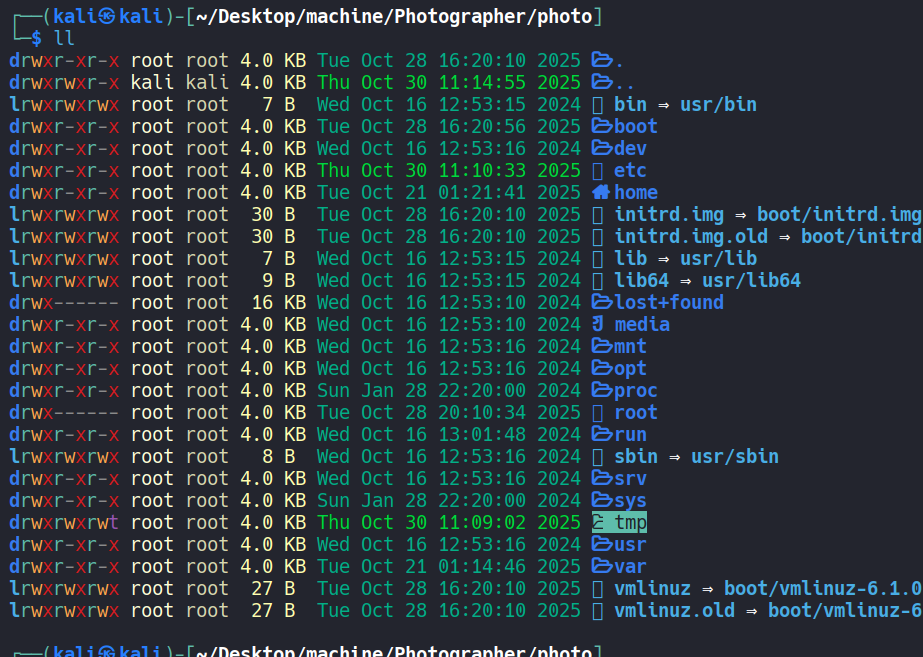 ┌──(kali㉿kali)-[~/Desktop/machine/Photographer/photo]
└─$ ll
drwxr-xr-x root root 4.0 KB Tue Oct 28 16:20:10 2025 .
drwxrwxr-x kali kali 4.0 KB Thu Oct 30 11:14:55 2025 ..
lrwxrwxrwx root root 7 B Wed Oct 16 12:53:15 2024 bin ⇒ usr/bin
drwxr-xr-x root root 4.0 KB Tue Oct 28 16:20:56 2025 boot
drwxr-xr-x root root 4.0 KB Wed Oct 16 12:53:16 2024 dev
drwxr-xr-x root root 4.0 KB Thu Oct 30 11:10:33 2025 etc
drwxr-xr-x root root 4.0 KB Tue Oct 21 01:21:41 2025 home
lrwxrwxrwx root root 30 B Tue Oct 28 16:20:10 2025 initrd.img ⇒ boot/initrd.img
lrwxrwxrwx root root 30 B Tue Oct 28 16:20:10 2025 initrd.img.old ⇒ boot/initrd
lrwxrwxrwx root root 7 B Wed Oct 16 12:53:15 2024 lib ⇒ usr/lib
lrwxrwxrwx root root 9 B Wed Oct 16 12:53:15 2024 lib64 ⇒ usr/lib64
drwx------ root root 16 KB Wed Oct 16 12:53:10 2024 lost+found
drwxr-xr-x root root 4.0 KB Wed Oct 16 12:53:10 2024 media
drwxr-xr-x root root 4.0 KB Wed Oct 16 12:53:16 2024 mnt
drwxr-xr-x root root 4.0 KB Wed Oct 16 12:53:16 2024 opt
drwxr-xr-x root root 4.0 KB Sun Jan 28 22:20:00 2024 proc
drwx------ root root 4.0 KB Tue Oct 28 20:10:34 2025 root
drwxr-xr-x root root 4.0 KB Wed Oct 16 13:01:48 2024 run
lrwxrwxrwx root root 8 B Wed Oct 16 12:53:16 2024 sbin ⇒ usr/sbin
drwxr-xr-x root root 4.0 KB Wed Oct 16 12:53:16 2024 srv
drwxr-xr-x root root 4.0 KB Sun Jan 28 22:20:00 2024 sys
drwxrwxrwt root root 4.0 KB Thu Oct 30 11:09:02 2025 tmp
drwxr-xr-x root root 4.0 KB Wed Oct 16 12:53:16 2024 usr
drwxr-xr-x root root 4.0 KB Tue Oct 21 01:14:46 2025 var
lrwxrwxrwx root root 27 B Tue Oct 28 16:20:10 2025 vmlinuz ⇒ boot/vmlinuz-6.1.0
lrwxrwxrwx root root 27 B Tue Oct 28 16:20:10 2025 vmlinuz.old ⇒ boot/vmlinuz-6
┌──(kali㉿kali)-[~/Desktop/machine/Photographer/photo]